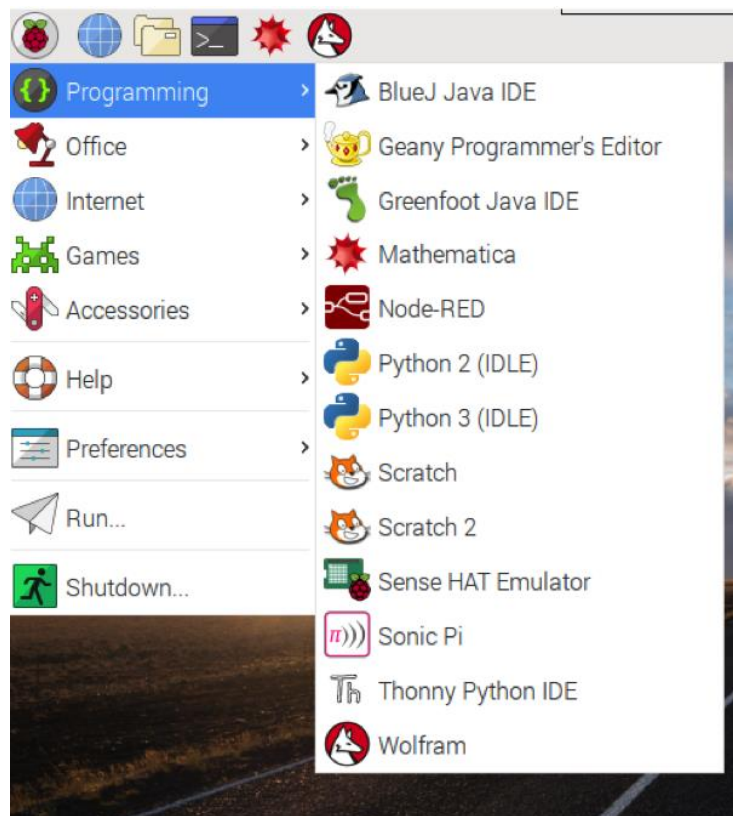 Programming
Office
Internet
Games
Accessories
Help
Preferences
Run...
Shutdown...
BlueJ Java IDE
Geany Programmer's Editor
Greenfoot Java IDE
Mathematica
Node-RED
Python 2 (IDLE)
Python 3 (IDLE)
Scratch
Scratch 2
Sense HAT Emulator
π)))
Sonic Pi
Th
Thonny Python IDE
Wolfram